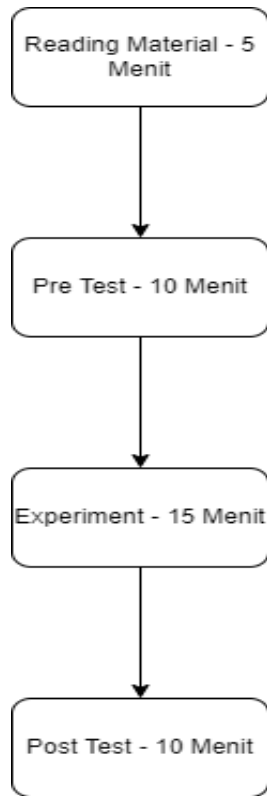 Reading Material - 5
Menit
Pre Test - 10 Menit
Experiment - 15 Menit
Post Test - 10 Menit